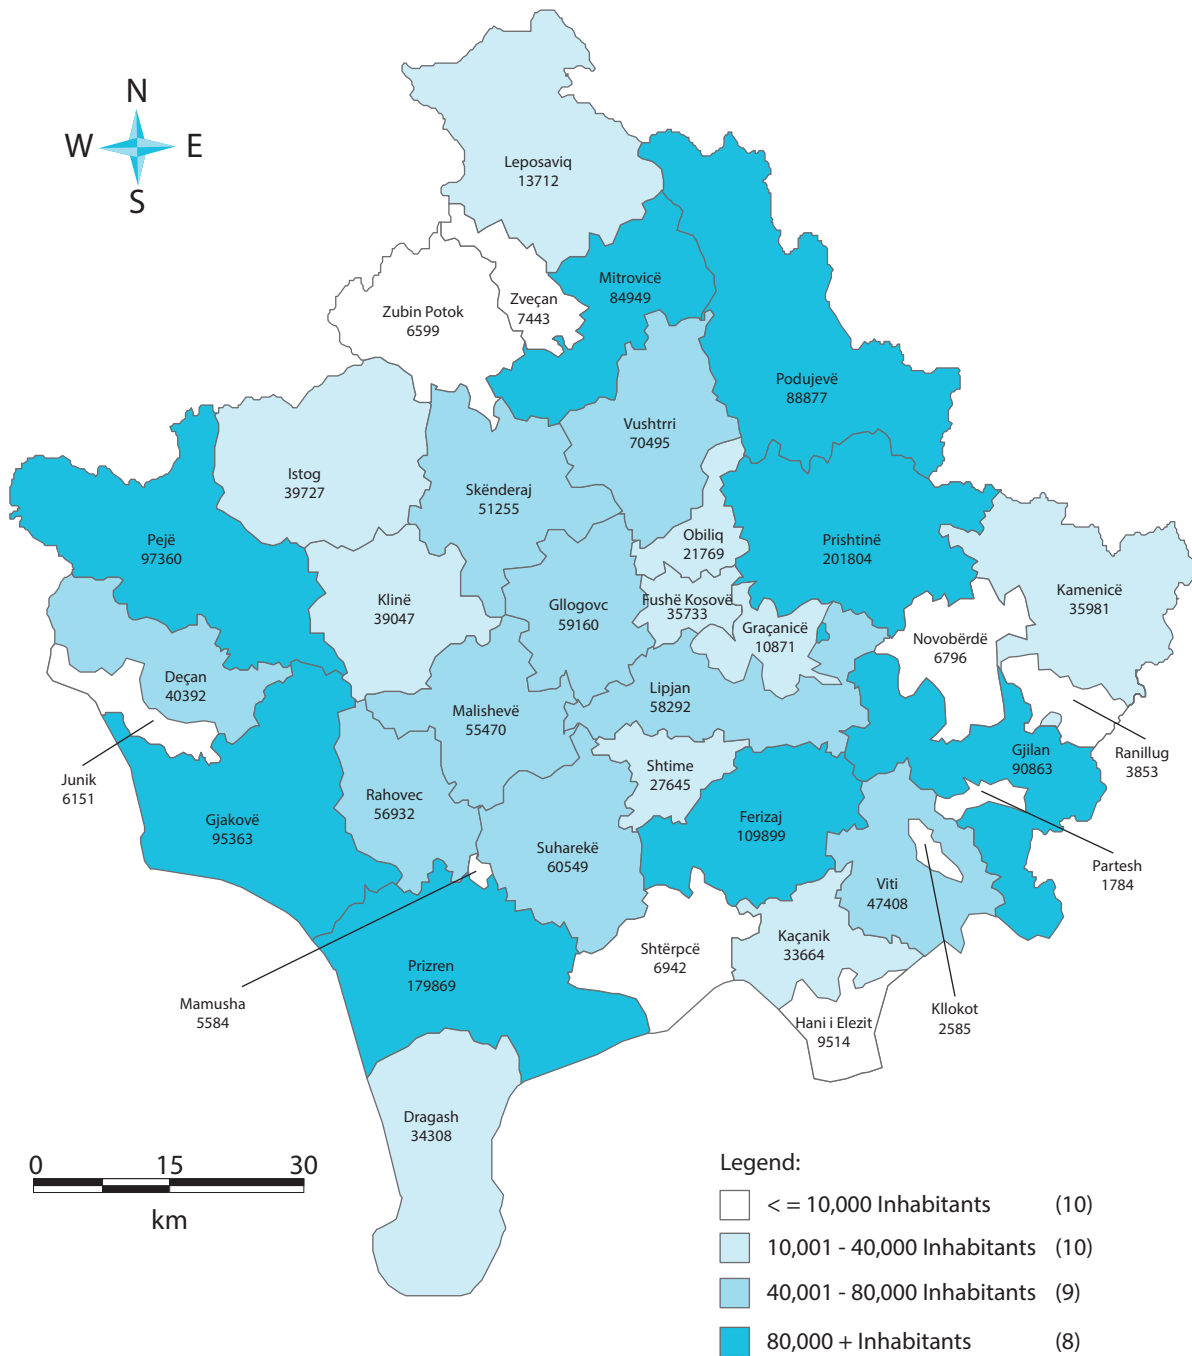 N
W
E
S
Leposaviq
13712
Mitrovicë
84949
Zveçan
7443
Zubin Potok
6599
Podujevë
88877
Vushtrri
70495
Istog
39727
Skënderaj
51255
Pejë
97360
Obiliq
21769
Prishtinë
201804
Klinë
39047
Gllogovc
59160
Fushë Kosovë
35733
Kamenicë
35981
Graçanicë
10871
Novobërdë
6796
Deçan
40392
Lipjan
58292
Malishevë
55470
Junik
6151
Shtime
27645
Gjilan
90863
Ranillug
3853
Rahovec
56932
Gjakovë
95363
Ferizaj
109899
Suharekë
60549
Partesh
1784
Viti
47408
Kaçanik
33664
Shtërpcë
6942
Prizren
179869
Mamusha
5584
Kllokot
2585
Hani i Elezit
9514
Dragash
34308
0 15 30
km
Legend:
< = 10,000 Inhabitants (10)
10,001 - 40,000 Inhabitants (10)
40,001 - 80,000 Inhabitants (9)
80,000 + Inhabitants (8)